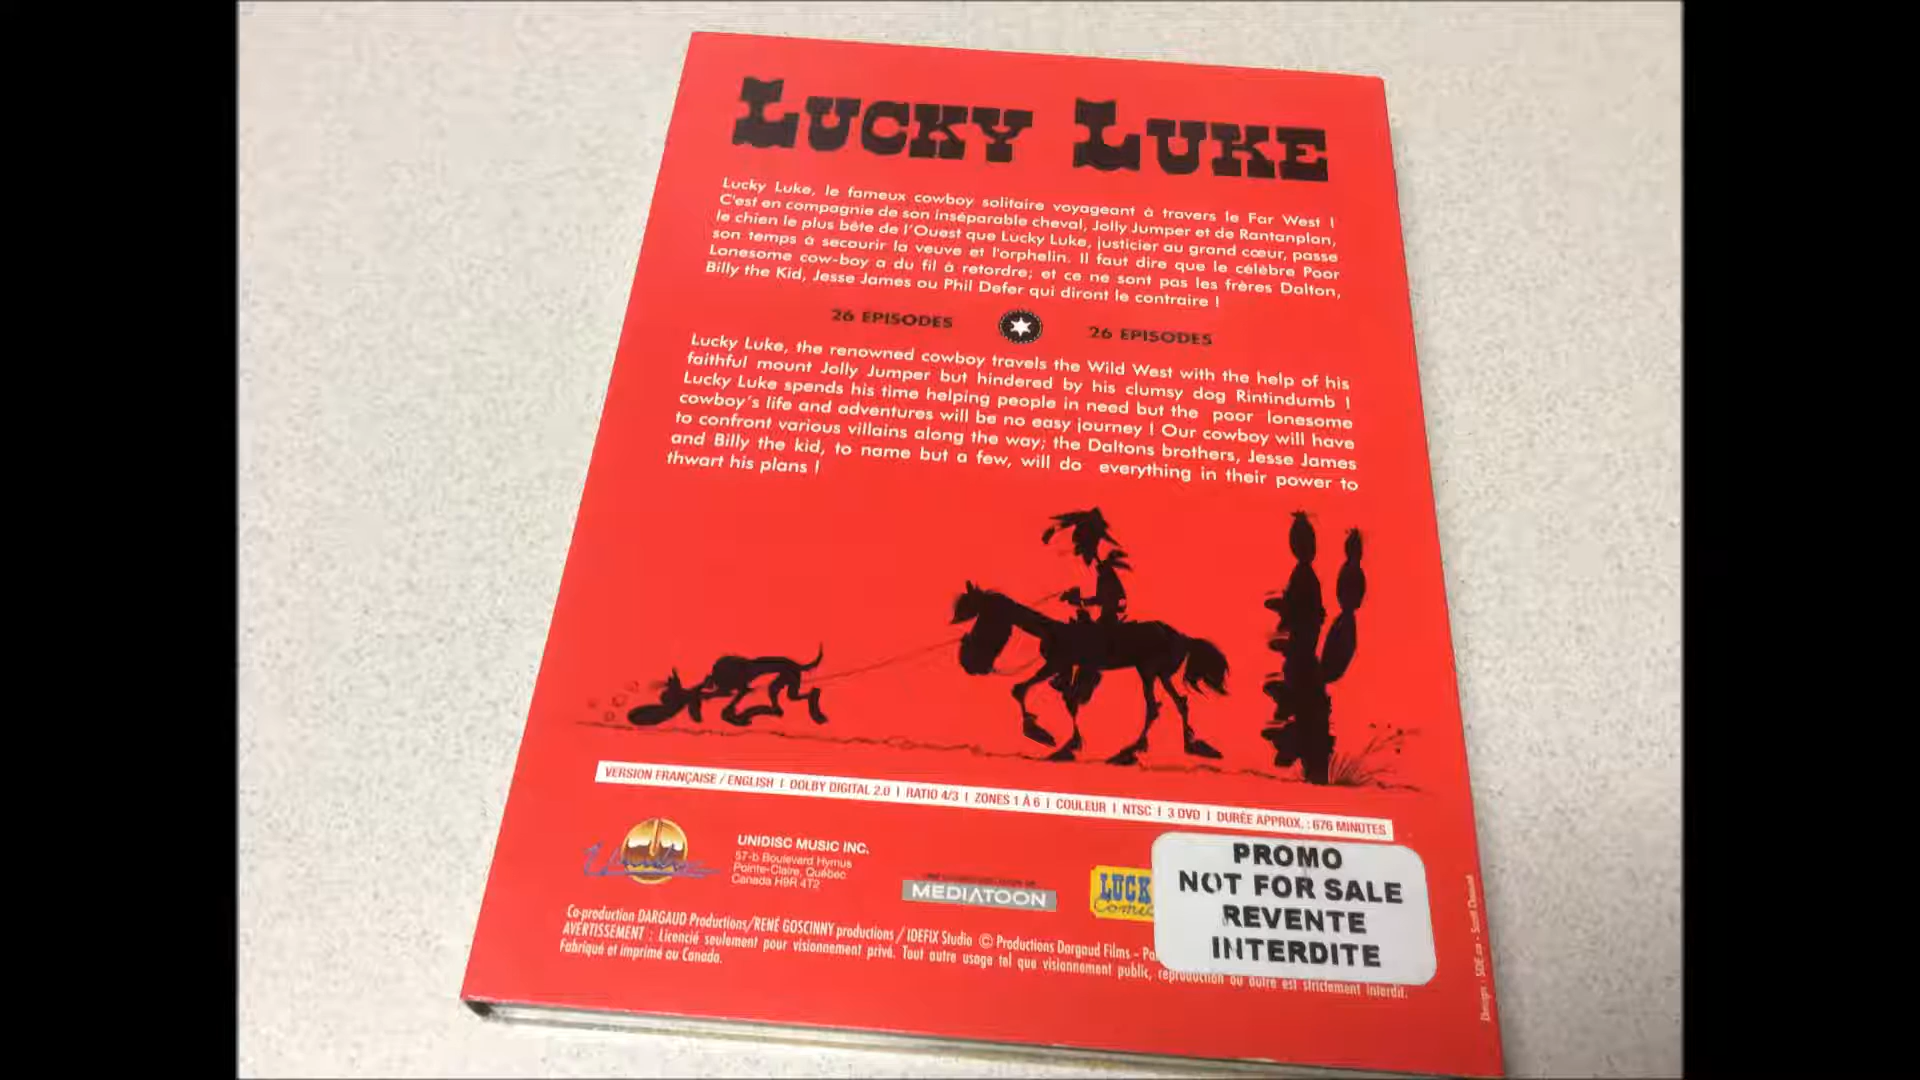 LUCKY LUKE
Lucky Luke, le fameux cowboy solitaire voyageant à travers le Far West !
C'est en compagnie de son inséparable cheval, Jolly Jumper et de Rantanplan,
le chien le plus bête de l'Ouest que Lucky Luke, justicier au grand cœur, passe
son temps à secourir la veuve et l'orphelin. Il faut dire que le célèbre Poor
Lonesome cow-boy a du fil à retordre; et ce ne sont pas les frères Dalton,
Billy the Kid, Jesse James ou Phil Defer qui diront le contraire !
26 EPISODES 26 EPISODES
Lucky Luke, the renowned cowboy travels the Wild West with the help of his
faithful mount Jolly Jumper but hindered by his clumsy dog Rintindumb !
Lucky Luke spends his time helping people in need but the poor lonesome
cowboy's life and adventures will be no easy journey ! Our cowboy will have
to confront various villains along the way; the Daltons brothers, Jesse James
and Billy the kid, to name but a few, will do everything in their power to
thwart his plans !
VERSION FRANÇAISE / ENGLISH | DOLBY DIGITAL 2.0 | RATIO 4/3 | ZONES 1 À 6 | COULEUR | NTSC | 3 DVD | DURÉE APPROX. : 676 MINUTES
Unidisc
UNIDISC MUSIC INC.
57-b Boulevard Hymus
Pointe-Claire, Québec
Canada H9R 4T2
MEDIATOON
LUCK
Comic
PROMO
NOT FOR SALE
REVENTE
INTERDITE
Co-production DARGAUD Productions/RENÉ GOSCINNY productions / IDEFIX Studio © Productions Dargaud Films -
AVERTISSEMENT : Licencié seulement pour visionnement privé. Tout autre usage tel que visionnement public, reproduction ou autre est strictement interdit.
Fabriqué et imprimé au Canada.